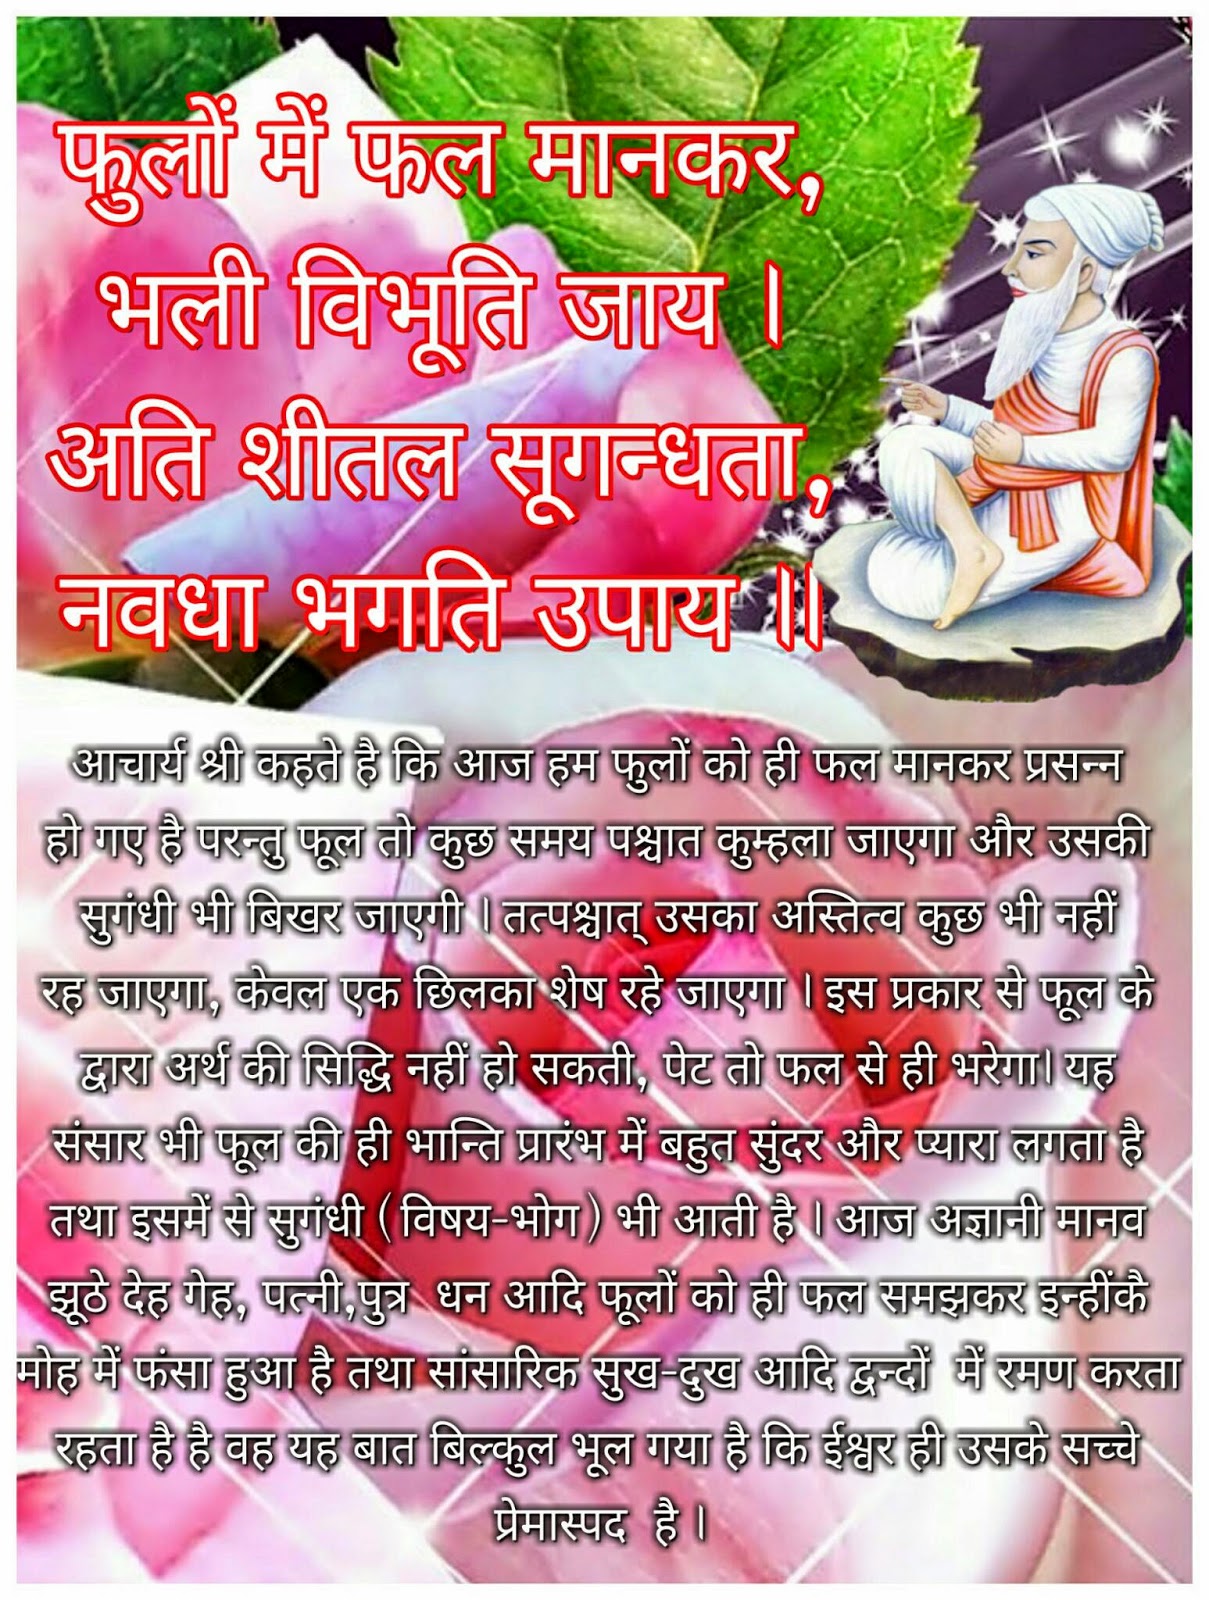 फुलों में फल मानकर,
भली विभूति जाय ।
अति शीतल सूगन्धता,
नवधा भगति उपाय ॥
आचार्य श्री कहते है कि आज हम फुलों को ही फल मानकर प्रसन्न
हो गए है परन्तु फूल तो कुछ समय पश्चात कुम्हला जाएगा और उसकी
सुगंधी भी बिखर जाएगी । तत्पश्चात् उसका अस्तित्व कुछ भी नहीं
रह जाएगा, केवल एक छिलका शेष रहे जाएगा । इस प्रकार से फूल के
द्वारा अर्थ की सिद्धि नहीं हो सकती, पेट तो फल से ही भरेगा। यह
संसार भी फूल की ही भान्ति प्रारंभ में बहुत सुंदर और प्यारा लगता है
तथा इसमें से सुगंधी (विषय-भोग) भी आती है । आज अज्ञानी मानव
झूठे देह गेह, पत्नी,पुत्र धन आदि फूलों को ही फल समझकर इन्हींकै
मोह में फंसा हुआ है तथा सांसारिक सुख-दुख आदि द्वन्दों में रमण करता
रहता है है वह यह बात बिल्कुल भूल गया है कि ईश्वर ही उसके सच्चे
प्रेमास्पद है ।